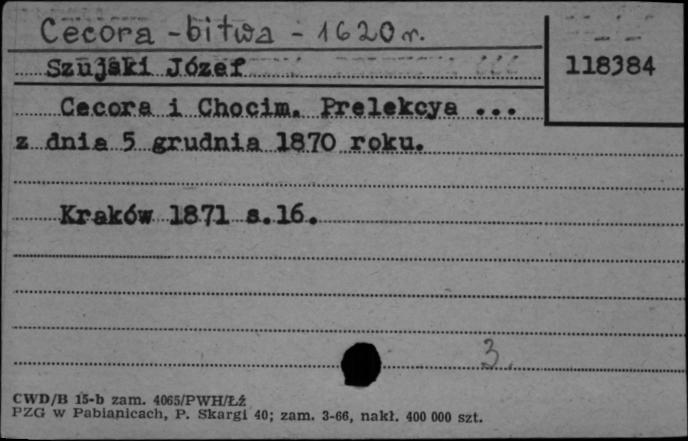 Cecora - bitwa - 1620 r.
Szujski Józef
118384
Cecora i Chocim. Prelekcya ...
z dnia 5 grudnia 1870 roku.
Kraków 1871 s.16.
3.
CWD/B 15-b zam. 4065/PWH/Łź
PZG w Pabianicach, P. Skargi 40; zam. 3-66, nakł. 400 000 szt.